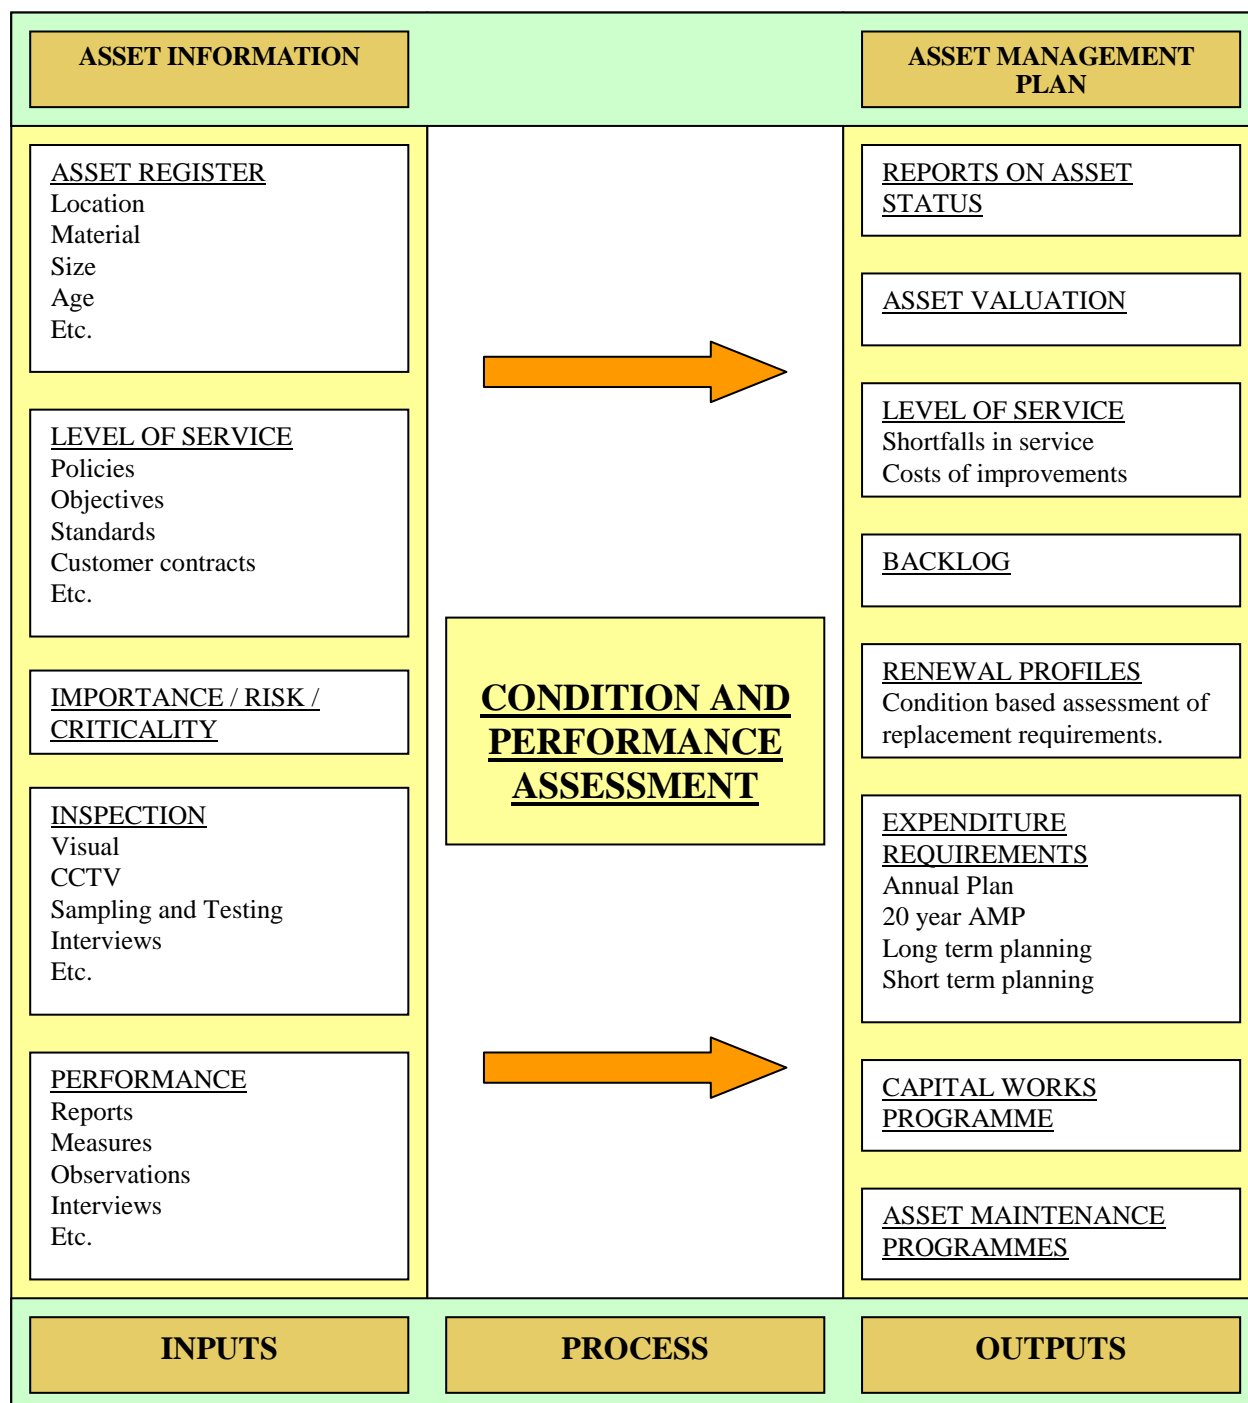 ASSET INFORMATION
ASSET MANAGEMENT
PLAN
ASSET REGISTER
Location
Material
Size
Age
Etc.
LEVEL OF SERVICE
Policies
Objectives
Standards
Customer contracts
Etc.
IMPORTANCE / RISK /
CRITICALITY
INSPECTION
Visual
CCTV
Sampling and Testing
Interviews
Etc.
PERFORMANCE
Reports
Measures
Observations
Interviews
Etc.
CONDITION AND
PERFORMANCE
ASSESSMENT
REPORTS ON ASSET
STATUS
ASSET VALUATION
LEVEL OF SERVICE
Shortfalls in service
Costs of improvements
BACKLOG
RENEWAL PROFILES
Condition based assessment of
replacement requirements.
EXPENDITURE
REQUIREMENTS
Annual Plan
20 year AMP
Long term planning
Short term planning
CAPITAL WORKS
PROGRAMME
ASSET MAINTENANCE
PROGRAMMES
INPUTS
PROCESS
OUTPUTS